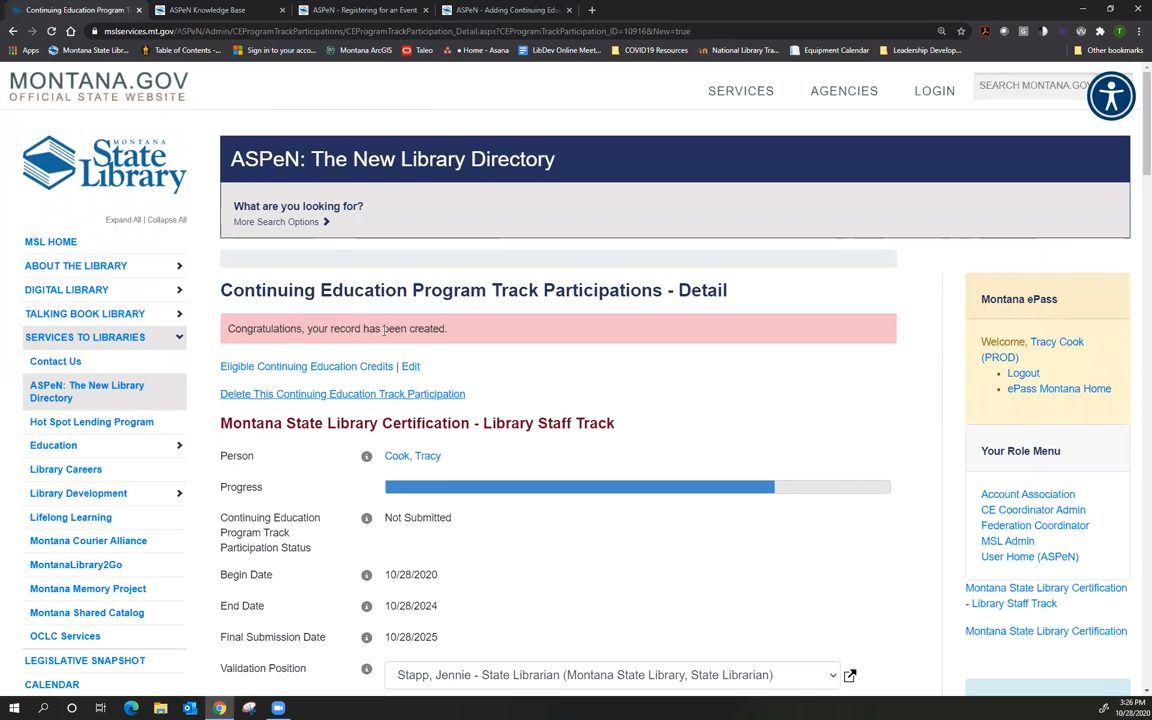 Continuing Education Program T
ASPeN Knowledge Base
ASPeN - Registering for an Event
ASPeN - Adding Continuing Edu
mslservices.mt.gov/ASPeN/Admin/CEProgramTrackParticipations/CEProgramTrackParticipation_Detail.aspx?CEProgramTrackParticipation_ID=10916&New=true
Apps
Montana State Libr...
Table of Contents -...
Sign in to your acco...
Montana ArcGIS
Taleo
Home - Asana
LibDev Online Meet...
COVID19 Resources
National Library Tra...
Equipment Calendar
Leadership Develop...
Other bookmarks
MONTANA.GOV
OFFICIAL STATE WEBSITE
SERVICES
AGENCIES
LOGIN
SEARCH MONTANA.GO
MONTANA
State
Library
Expand All | Collapse All
MSL HOME
ABOUT THE LIBRARY
DIGITAL LIBRARY
TALKING BOOK LIBRARY
SERVICES TO LIBRARIES
Contact Us
ASPeN: The New Library
Directory
Hot Spot Lending Program
Education
Library Careers
Library Development
Lifelong Learning
Montana Courier Alliance
MontanaLibrary2Go
Montana Memory Project
Montana Shared Catalog
OCLC Services
LEGISLATIVE SNAPSHOT
CALENDAR
ASPeN: The New Library Directory
What are you looking for?
More Search Options
Continuing Education Program Track Participations - Detail
Congratulations, your record has been created.
Eligible Continuing Education Credits | Edit
Delete This Continuing Education Track Participation
Montana State Library Certification - Library Staff Track
Person
Cook, Tracy
Progress
Continuing Education
Program Track
Participation Status
Not Submitted
Begin Date
10/28/2020
End Date
10/28/2024
Final Submission Date
10/28/2025
Validation Position
Stapp, Jennie - State Librarian (Montana State Library, State Librarian)
Montana ePass
Welcome, Tracy Cook
(PROD)
Logout
ePass Montana Home
Your Role Menu
Account Association
CE Coordinator Admin
Federation Coordinator
MSL Admin
User Home (ASPeN)
Montana State Library Certification
- Library Staff Track
Montana State Library Certification
3:26 PM
10/28/2020